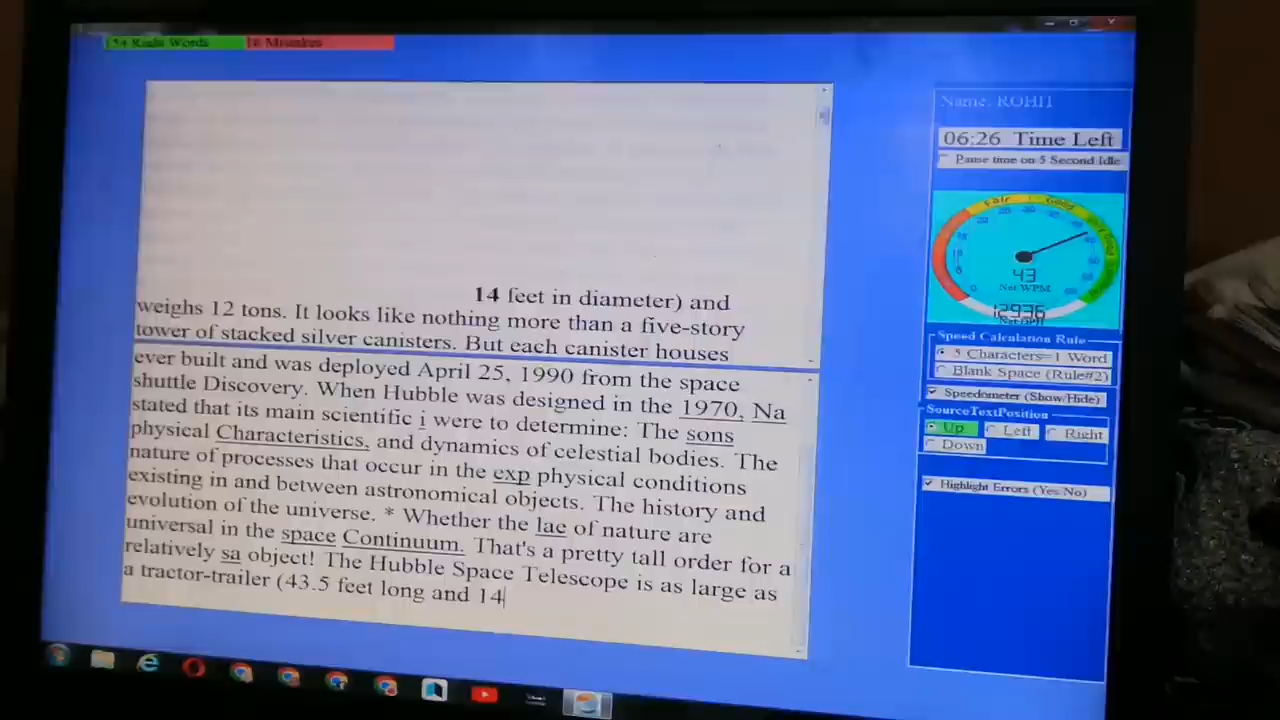 Right Words
Mistakes
14 feet in diameter) and
weighs 12 tons. It looks like nothing more than a five-story
tower of stacked silver canisters. But each canister houses
ever built and was deployed April 25, 1990 from the space
shuttle Discovery. When Hubble was designed in the 1970, Na
stated that its main scientific i were to determine: The sons
physical Characteristics, and dynamics of celestial bodies. The
nature of processes that occur in the exp physical conditions
existing in and between astronomical objects. The history and
evolution of the universe. * Whether the lae of nature are
universal in the space Continuum. That's a pretty tall order for a
relatively sa object! The Hubble Space Telescope is as large as
a tractor-trailer (43.5 feet long and 14
Name: ROHIT
06:26 Time Left
Pause time on 5 Second Idle
Fair Good
43
Net WPM
12936
Speed Calculation Rule
5 Characters=1 Word
Blank Space (Rule#2)
Speedometer (Show/Hide)
SourceTextPosition
Up Left Right
Down
Highlight Errors (Yes/No)